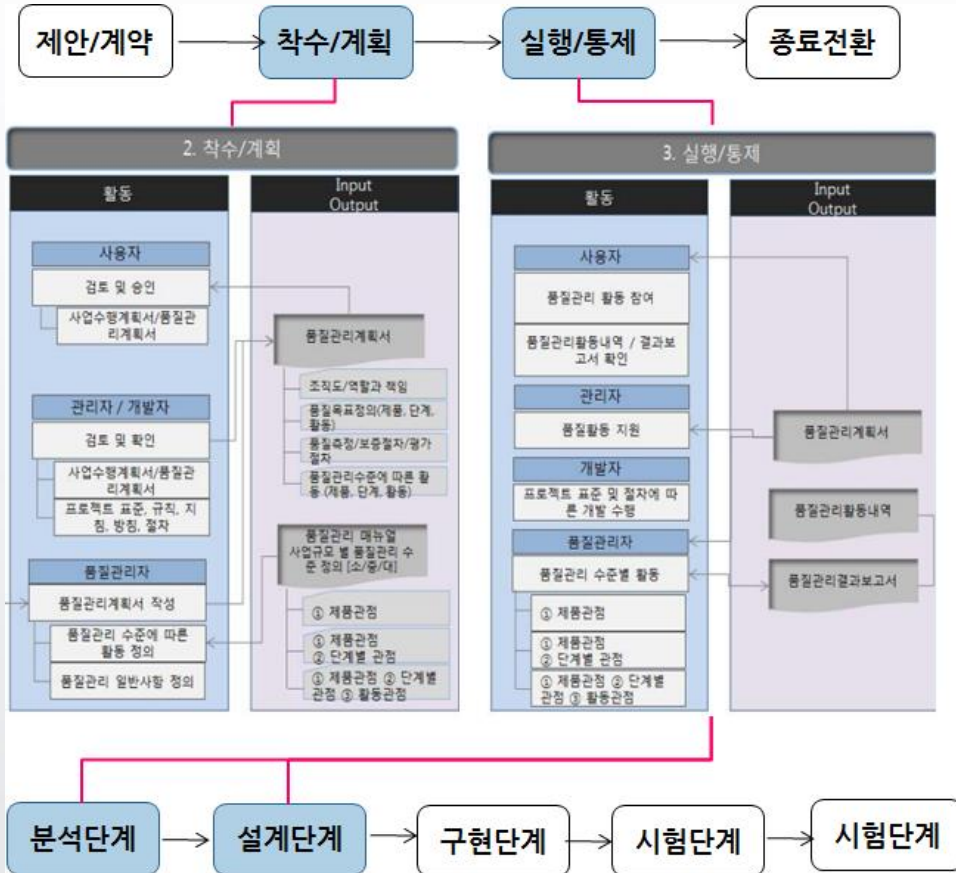 제안/계약
착수/계획
실행/통제
종료전환
2. 착수/계획
활동
Input
Output
사용자
검토 및 승인
사업수행계획서/품질관
리계획서
관리자 / 개발자
검토 및 확인
사업수행계획서/품질관
리계획서
프로젝트 표준, 규칙, 지
침, 방침, 절차
품질관리자
품질관리계획서 작성
품질관리 수준에 따른
활동 정의
품질관리 일반사항 정의
품질관리계획서
조직도/역할과 책임
품질목표정의(제품, 단계,
활동)
품질측정/보증절차/평가
절차
품질관리수준에 따른 활
동 (제품, 단계, 활동)
품질관리 매뉴얼
사업규모 별 품질관리 수
준 정의 [소/중/대]
① 제품관점
① 제품관점
② 단계별 관점
① 제품관점 ② 단계별
관점 ③ 활동관점
3. 실행/통제
활동
Input
Output
사용자
품질관리 활동 참여
품질관리활동내역 / 결과보
고서 확인
관리자
품질활동 지원
개발자
프로젝트 표준 및 절차에 따
른 개발 수행
품질관리자
품질관리 수준별 활동
① 제품관점
① 제품관점
② 단계별 관점
① 제품관점 ② 단계별
관점 ③ 활동관점
품질관리계획서
품질관리활동내역
품질관리결과보고서
분석단계
설계단계
구현단계
시험단계
시험단계